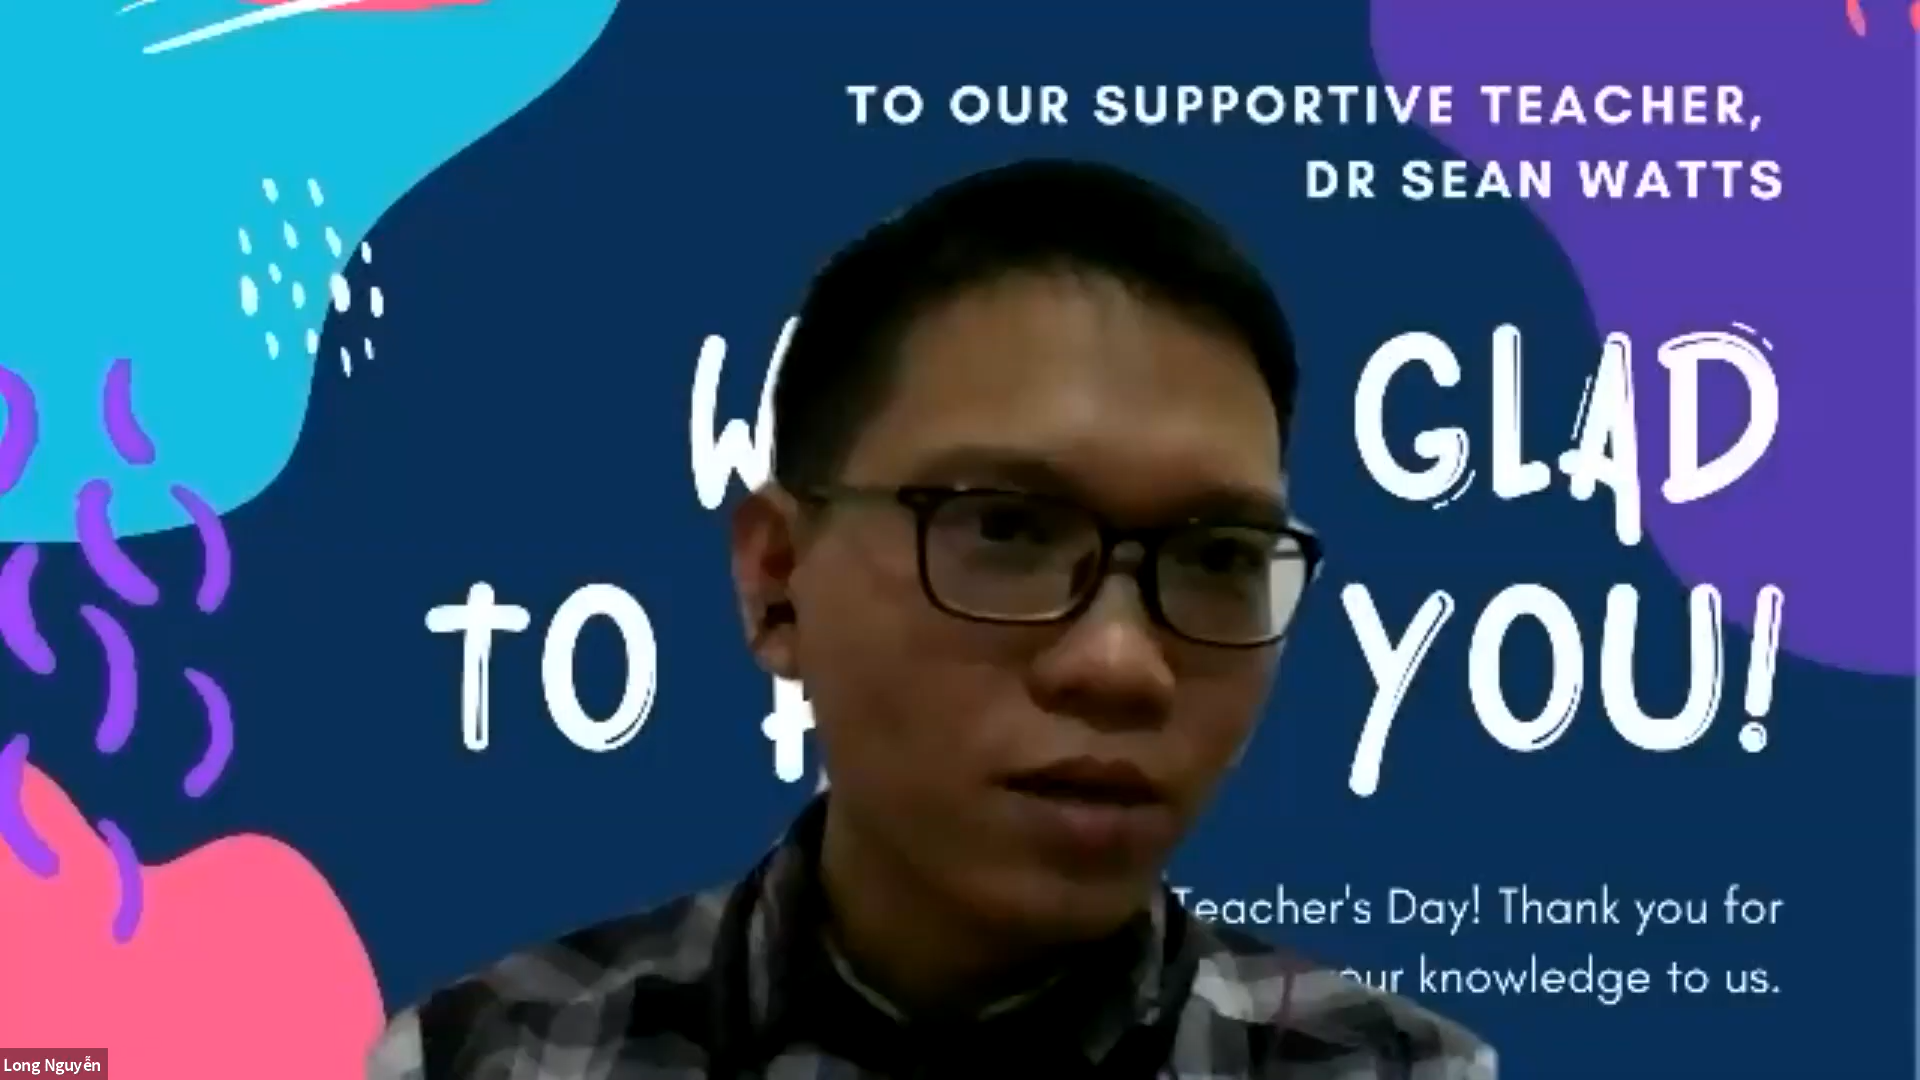 TO OUR SUPPORTIVE TEACHER,
DR SEAN WATTS
GLAD
TO YOU!
Teacher's Day! Thank you for
knowledge to us.
Long Nguyễn